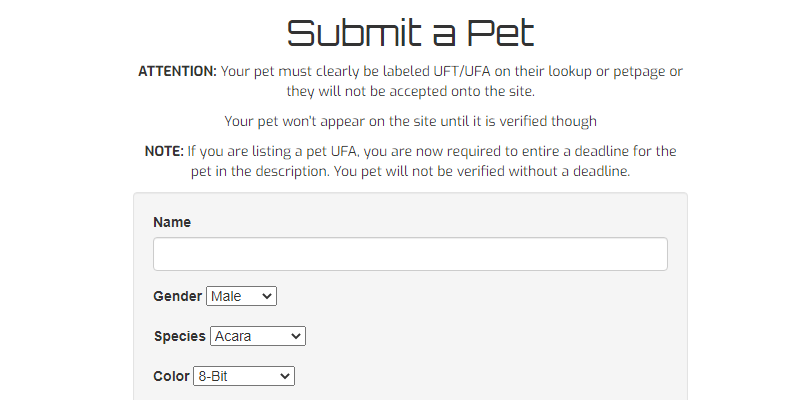 Submit a Pet
ATTENTION: Your pet must clearly be labeled UFT/UFA on their lookup or petpage or
they will not be accepted onto the site.
Your pet won't appear on the site until it is verified though
NOTE: If you are listing a pet UFA, you are now required to entire a deadline for the
pet in the description. You pet will not be verified without a deadline.
Name
Gender Male
Species Acara
Color 8-Bit